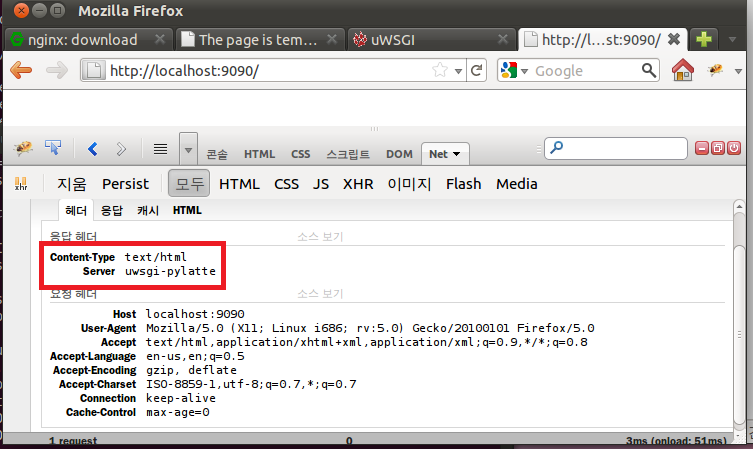 Mozilla Firefox
nginx: download
The page is tem...
uWSGI
http://l...st:9090/
http://localhost:9090/
Google
콘솔 HTML CSS 스크립트 DOM Net
xhr 지움 Persist 모두 HTML CSS JS XHR 이미지 Flash Media
헤더 응답 캐시 HTML
응답 헤더 소스 보기
Content-Type text/html
Server uwsgi-pylatte
요청 헤더 소스 보기
Host localhost:9090
User-Agent Mozilla/5.0 (X11; Linux i686; rv:5.0) Gecko/20100101 Firefox/5.0
Accept text/html,application/xhtml+xml,application/xml;q=0.9,*/*;q=0.8
Accept-Language en-us,en;q=0.5
Accept-Encoding gzip, deflate
Accept-Charset ISO-8859-1,utf-8;q=0.7,*;q=0.7
Connection keep-alive
Cache-Control max-age=0
1 request 0 3ms (onload: 51ms)